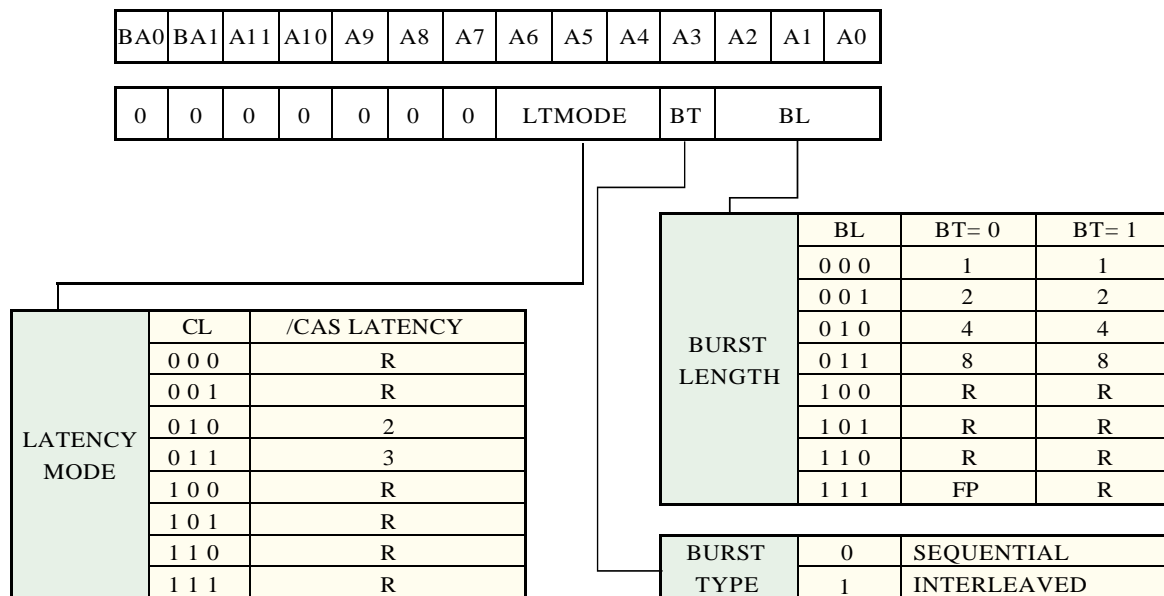 BA0 BA1 A11 A10 A9 A8 A7 A6 A5 A4 A3 A2 A1 A0
0 0 0 0 0 0 0 LTMODE BT BL
BURST LENGTH
BL BT= 0 BT= 1
0 0 0 1 1
0 0 1 2 2
0 1 0 4 4
0 1 1 8 8
1 0 0 R R
1 0 1 R R
1 1 0 R R
1 1 1 FP R
LATENCY MODE
CL /CAS LATENCY
0 0 0 R
0 0 1 R
0 1 0 2
0 1 1 3
1 0 0 R
1 0 1 R
1 1 0 R
1 1 1 R
BURST TYPE
0 SEQUENTIAL
1 INTERLEAVED